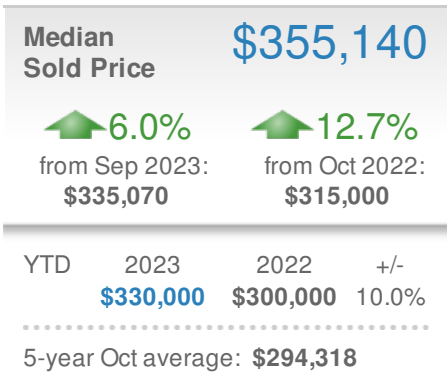 Median
Sold Price
$355,140
6.0%
from Sep 2023:
$335,070
12.7%
from Oct 2022:
$315,000
YTD 2023 2022 +/-
$330,000 $300,000 10.0%
5-year Oct average: $294,318